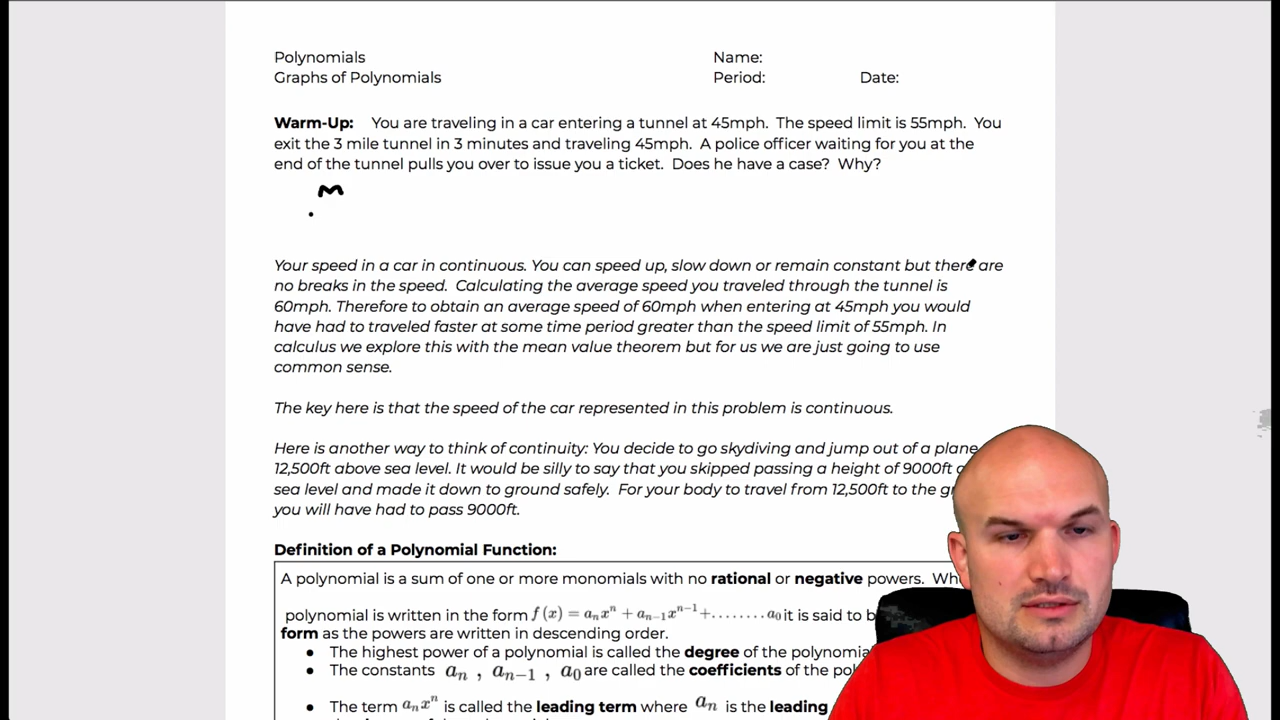 Polynomials
Name:
Graphs of Polynomials
Period:
Date:
Warm-Up: You are traveling in a car entering a tunnel at 45mph. The speed limit is 55mph. You
exit the 3 mile tunnel in 3 minutes and traveling 45mph. A police officer waiting for you at the
end of the tunnel pulls you over to issue you a ticket. Does he have a case? Why?
M
Your speed in a car in continuous. You can speed up, slow down or remain constant but there are
no breaks in the speed. Calculating the average speed you traveled through the tunnel is
60mph. Therefore to obtain an average speed of 60mph when entering at 45mph you would
have had to traveled faster at some time period greater than the speed limit of 55mph. In
calculus we explore this with the mean value theorem but for us we are just going to use
common sense.
The key here is that the speed of the car represented in this problem is continuous.
Here is another way to think of continuity: You decide to go skydiving and jump out of a plane
12,500ft above sea level. It would be silly to say that you skipped passing a height of 9000ft
sea level and made it down to ground safely. For your body to travel from 12,500ft to the
you will have had to pass 9000ft.
Definition of a Polynomial Function:
A polynomial is a sum of one or more monomials with no rational or negative powers.
polynomial is written in the form f(x) = aₙxⁿ + aₙ₋₁xⁿ⁻¹+........a₀ it is said to
form as the powers are written in descending order.
● The highest power of a polynomial is called the degree of the
● The constants aₙ , aₙ₋₁ , a₀ are called the coefficients of the
● The term aₙxⁿ is called the leading term where aₙ is the leading